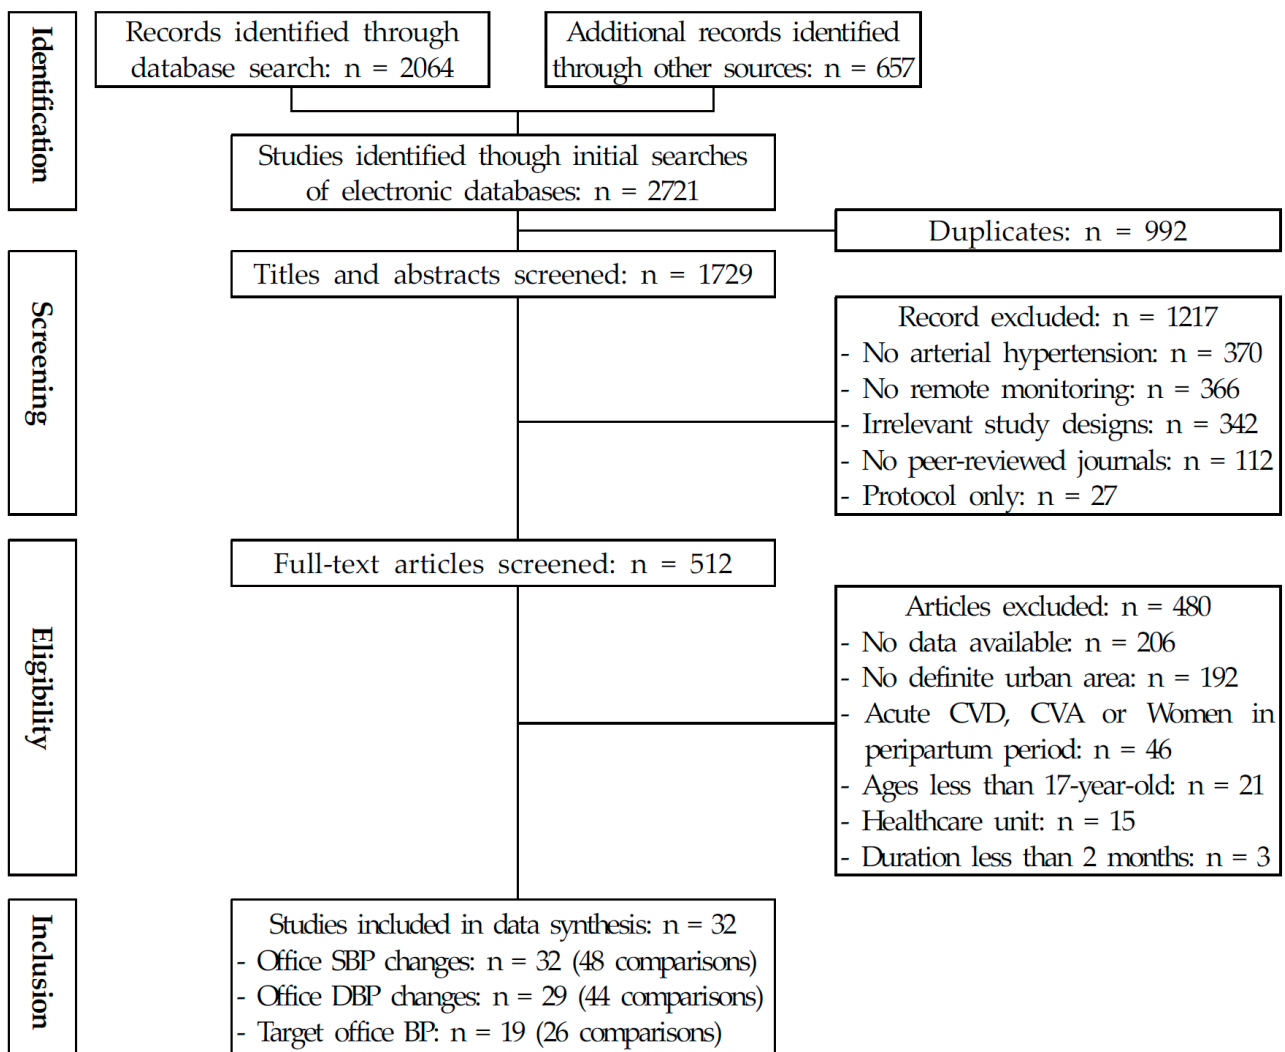 Identification
Records identified through
database search: n = 2064
Additional records identified
through other sources: n = 657
Studies identified though initial searches
of electronic databases: n = 2721
Duplicates: n = 992
Screening
Titles and abstracts screened: n = 1729
Record excluded: n = 1217
- No arterial hypertension: n = 370
- No remote monitoring: n = 366
- Irrelevant study designs: n = 342
- No peer-reviewed journals: n = 112
- Protocol only: n = 27
Eligibility
Full-text articles screened: n = 512
Articles excluded: n = 480
- No data available: n = 206
- No definite urban area: n = 192
- Acute CVD, CVA or Women in
peripartum period: n = 46
- Ages less than 17-year-old: n = 21
- Healthcare unit: n = 15
- Duration less than 2 months: n = 3
Inclusion
Studies included in data synthesis: n = 32
- Office SBP changes: n = 32 (48 comparisons)
- Office DBP changes: n = 29 (44 comparisons)
- Target office BP: n = 19 (26 comparisons)